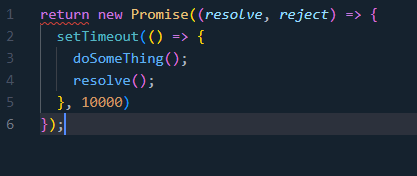 1 return new Promise((resolve, reject) => {
2   setTimeout(() => {
3     doSomeThing();
4     resolve();
5   }, 10000)
6 });